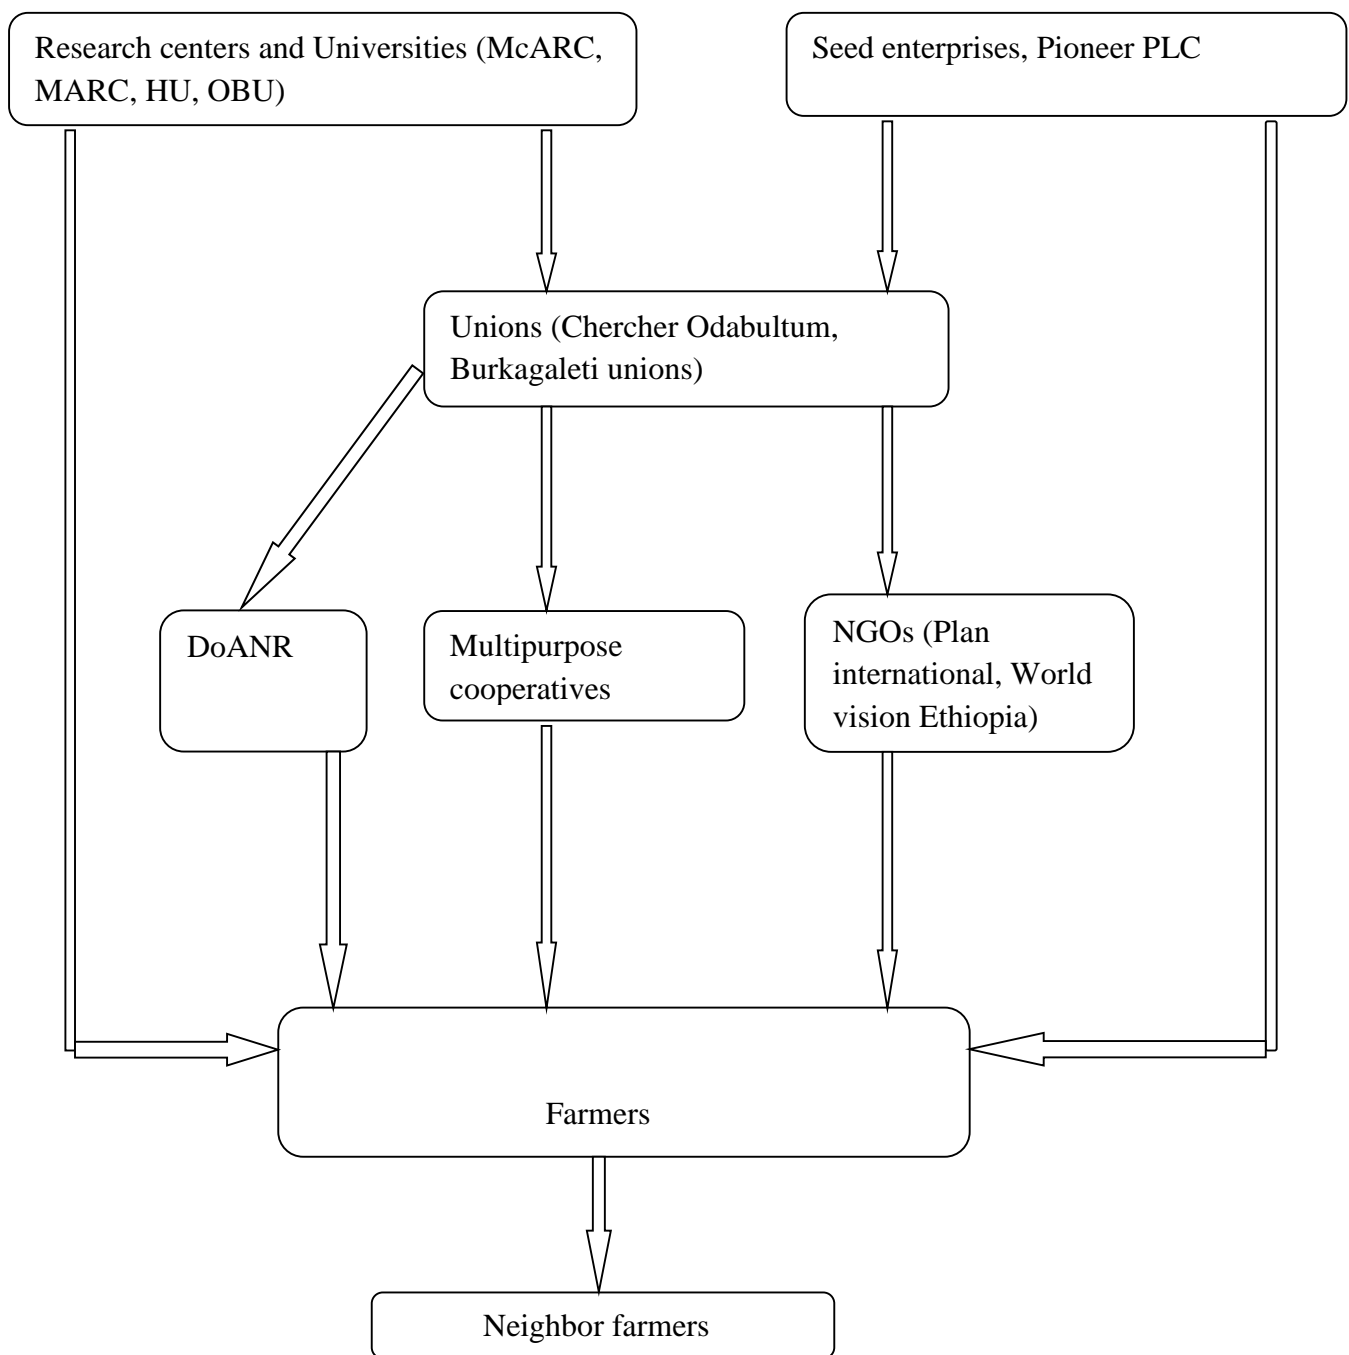 Research centers and Universities (McARC,
MARC, HU, OBU)
Seed enterprises, Pioneer PLC
Unions (Chercher Odabultum,
Burkagaleti unions)
DoANR
Multipurpose
cooperatives
NGOs (Plan
international, World
vision Ethiopia)
Farmers
Neighbor farmers